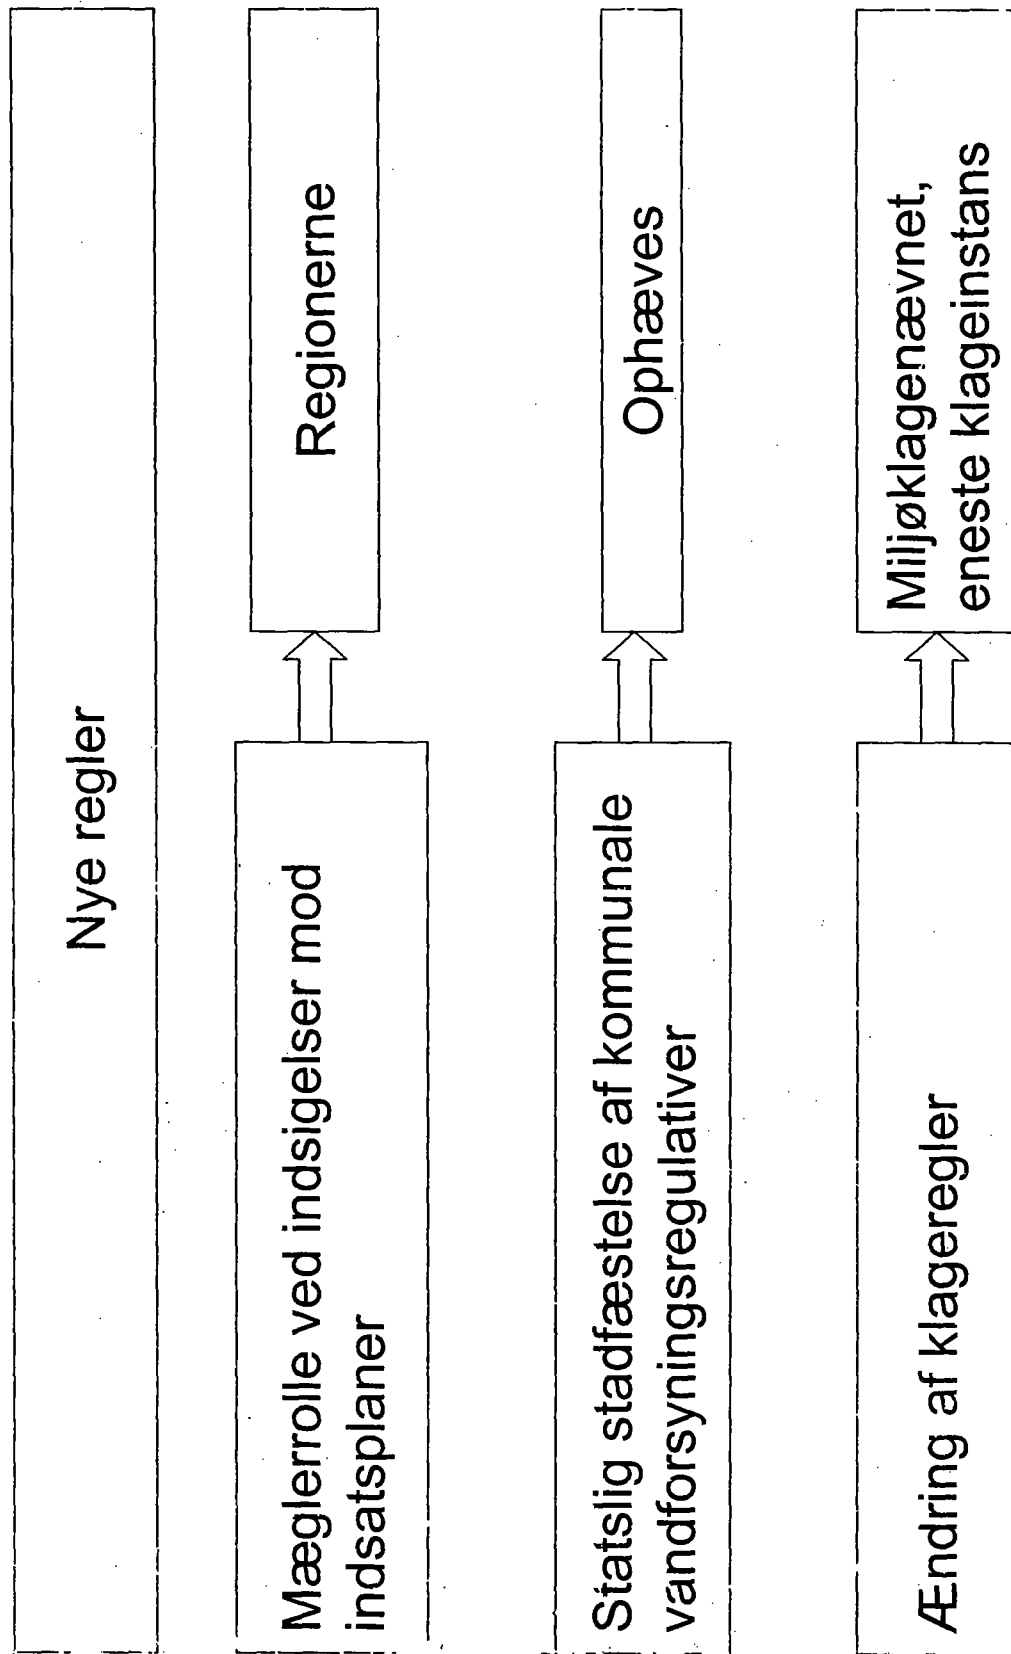 Nye regler
Mæglerrolle ved indsigelser mod
indsatsplaner
Regionerne
Statslig stadfæstelse af kommunale
vandforsyningsregulativer
Ophæves
Ændring af klageregler
Miljøklagenævnet,
eneste klageinstans